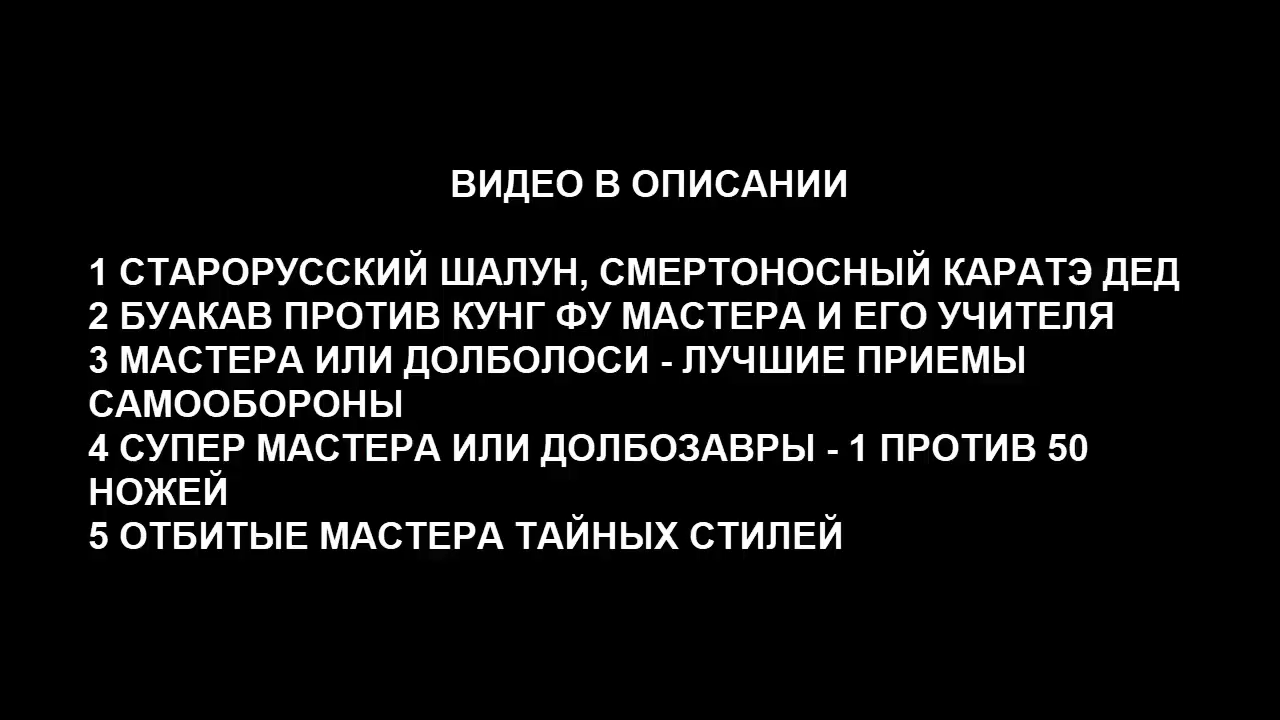 ВИДЕО В ОПИСАНИИ
1 СТАРОРУССКИЙ ШАЛУН, СМЕРТОНОСНЫЙ КАРАТЭ ДЕД
2 БУАКАВ ПРОТИВ КУНГ ФУ МАСТЕРА И ЕГО УЧИТЕЛЯ
3 МАСТЕРА ИЛИ ДОЛБОЛОСИ - ЛУЧШИЕ ПРИЕМЫ
САМООБОРОНЫ
4 СУПЕР МАСТЕРА ИЛИ ДОЛБОЗАВРЫ - 1 ПРОТИВ 50
НОЖЕЙ
5 ОТБИТЫЕ МАСТЕРА ТАЙНЫХ СТИЛЕЙ